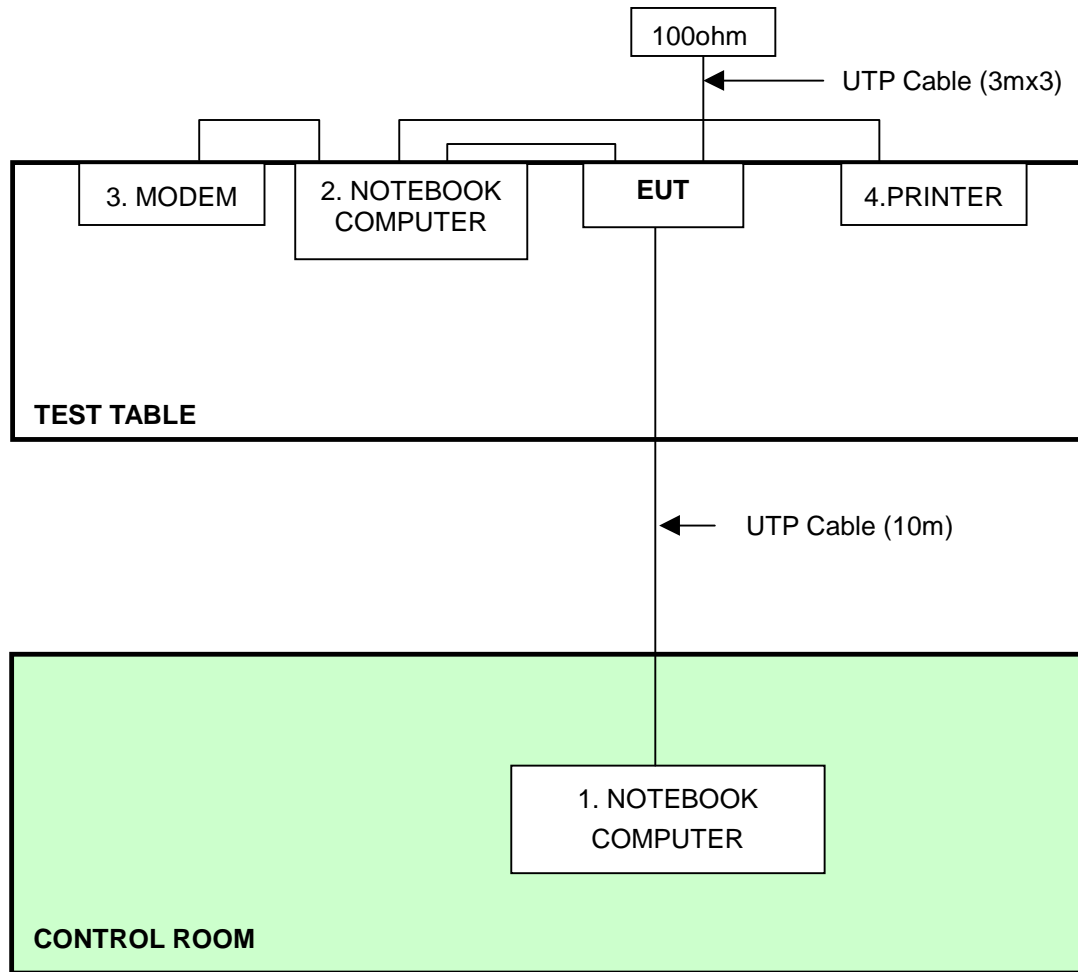 100ohm
UTP Cable (3mx3)
3. MODEM
2. NOTEBOOK
COMPUTER
EUT
4.PRINTER
TEST TABLE
UTP Cable (10m)
1. NOTEBOOK
COMPUTER
CONTROL ROOM